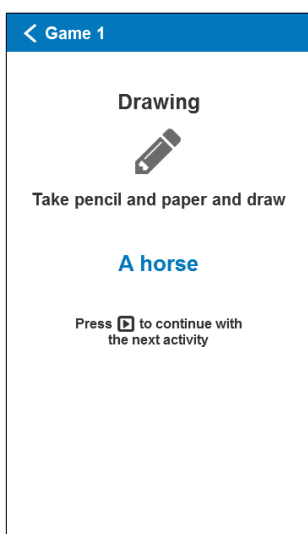 Game 1
Drawing
Take pencil and paper and draw
A horse
Press to continue with
the next activity